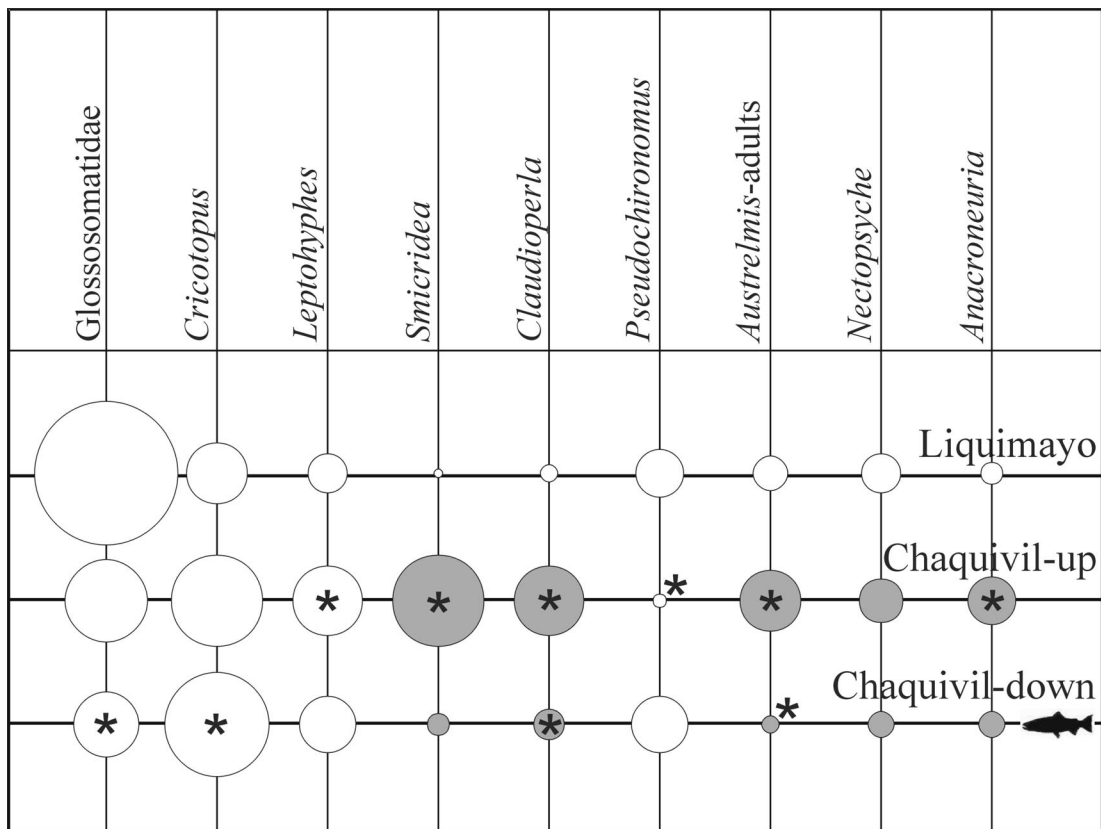 Glossosomatidae
Cricotopus
Leptohyphes
Smicridea
Claudioperla
Pseudochironomus
Austrelmis-adults
Nectopsyche
Anacroneuria
Liquimayo
Chaquivil-up
* * * * * *
Chaquivil-down
* * * *